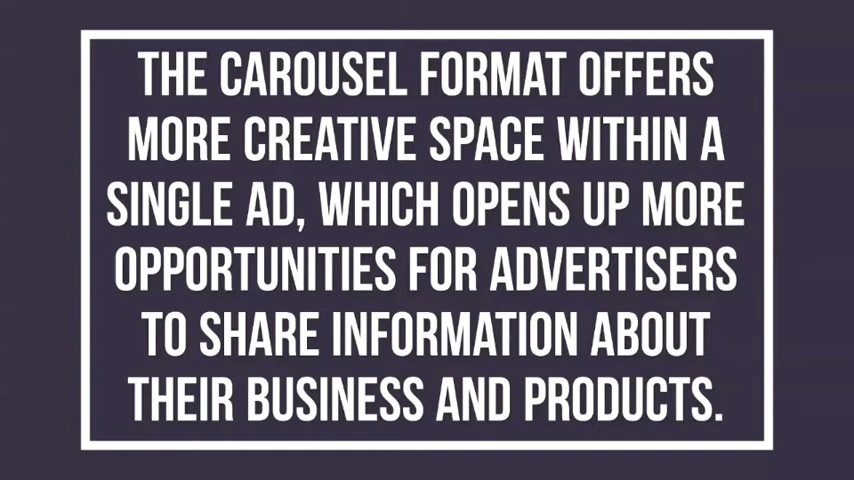 THE CAROUSEL FORMAT OFFERS
MORE CREATIVE SPACE WITHIN A
SINGLE AD, WHICH OPENS UP MORE
OPPORTUNITIES FOR ADVERTISERS
TO SHARE INFORMATION ABOUT
THEIR BUSINESS AND PRODUCTS.